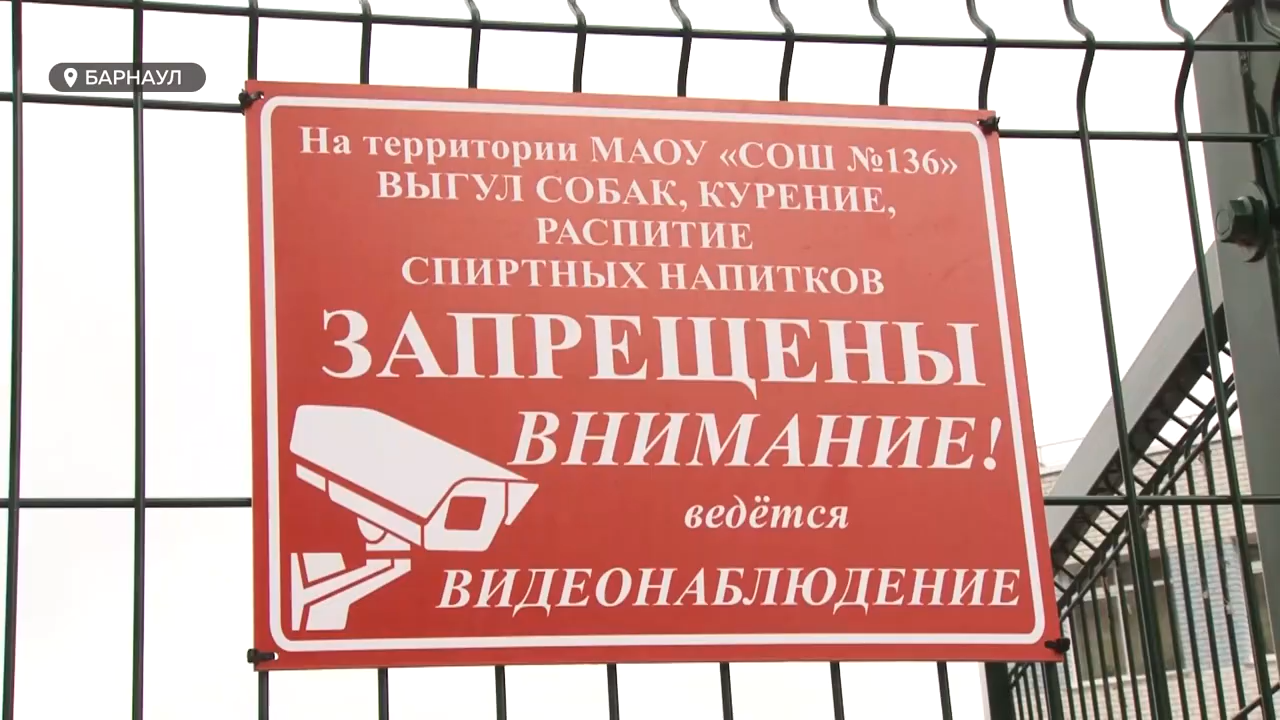 БАРНАУЛ
На территории МАОУ «СОШ №136»
ВЫГУЛ СОБАК, КУРЕНИЕ,
РАСПИТИЕ
СПИРТНЫХ НАПИТКОВ
ЗАПРЕЩЕНЫ
ВНИМАНИЕ!
ведётся
ВИДЕОНАБЛЮДЕНИЕ